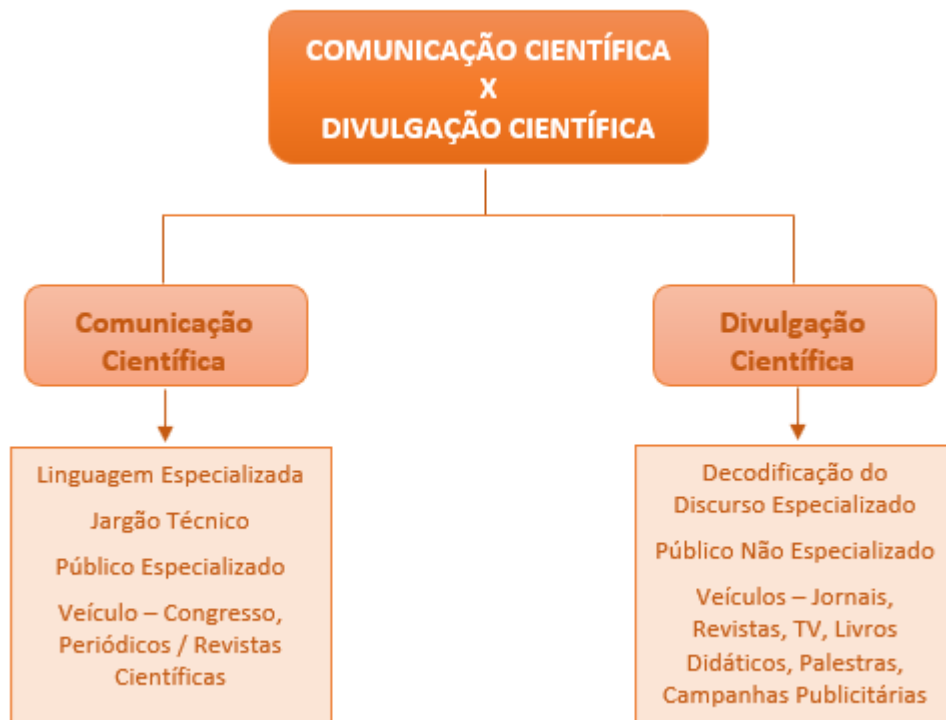 COMUNICAÇÃO CIENTÍFICA
X
DIVULGAÇÃO CIENTÍFICA
Comunicação
Científica
Linguagem Especializada
Jargão Técnico
Público Especializado
Veículo – Congresso,
Periódicos / Revistas
Científicas
Divulgação
Científica
Decodificação do
Discurso Especializado
Público Não Especializado
Veículos – Jornais,
Revistas, TV, Livros
Didáticos, Palestras,
Campanhas Publicitárias